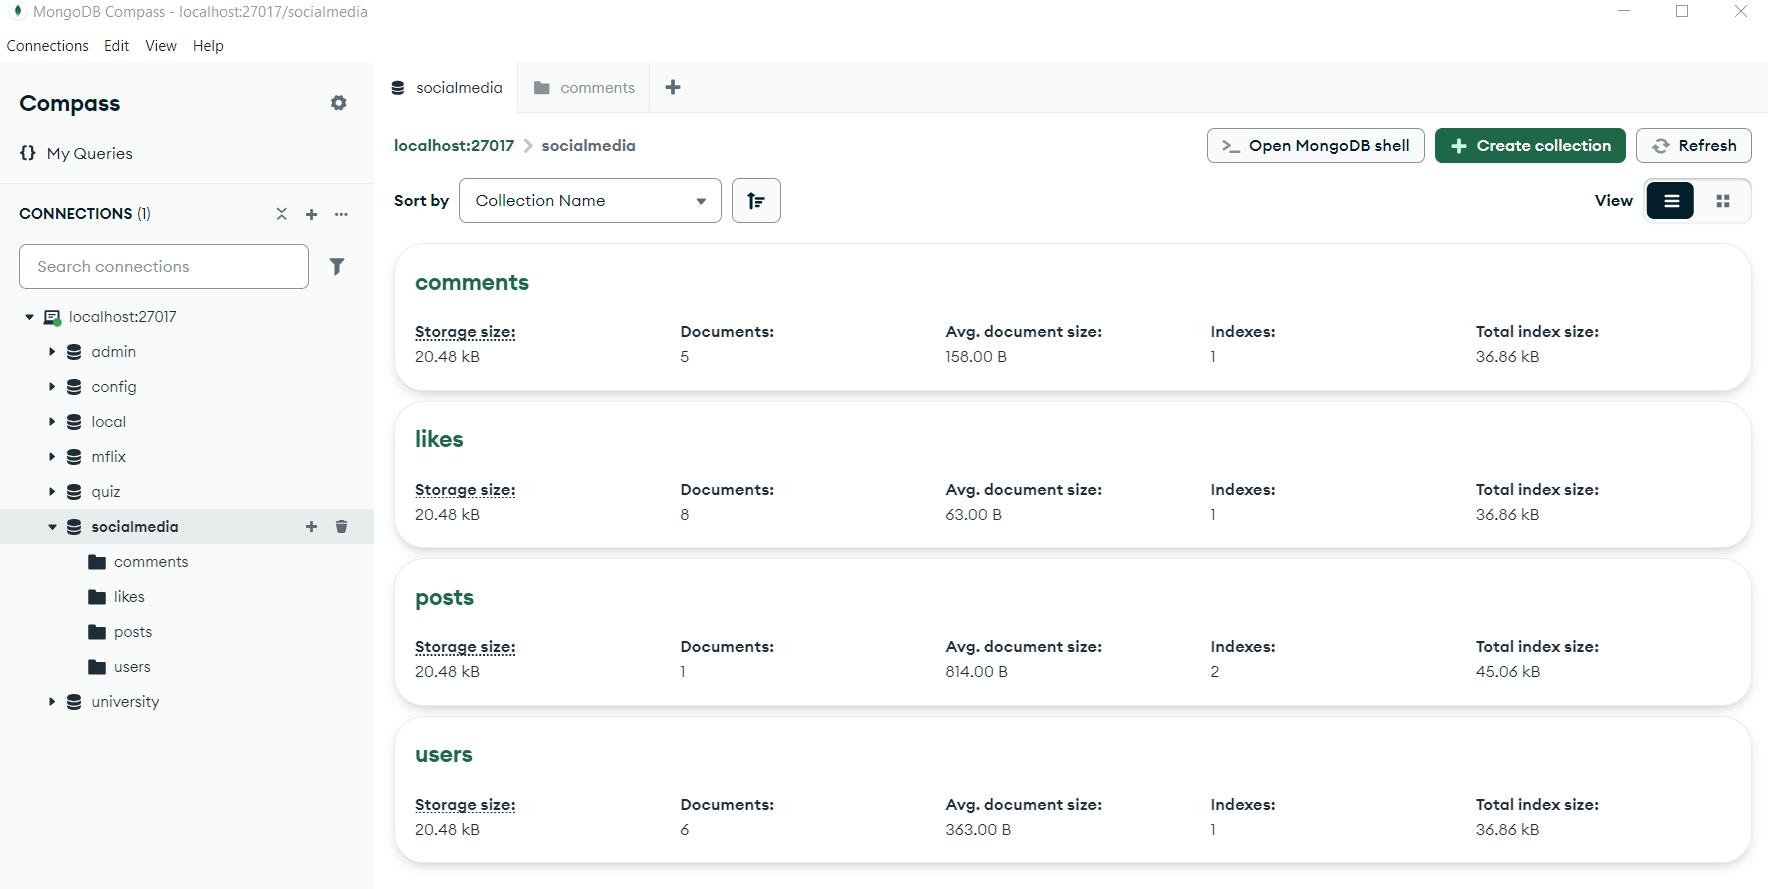 MongoDB Compass - localhost:27017/socialmedia
Connections Edit View Help
Compass
{} My Queries
CONNECTIONS (1)
Search connections
localhost:27017
admin
config
local
mflix
quiz
socialmedia
comments
likes
posts
users
university
socialmedia comments
localhost:27017 socialmedia
>_ Open MongoDB shell + Create collection Refresh
Sort by Collection Name View
comments
Storage size: Documents: Avg. document size: Indexes: Total index size:
20.48 kB 5 158.00 B 1 36.86 kB
likes
Storage size: Documents: Avg. document size: Indexes: Total index size:
20.48 kB 8 63.00 B 1 36.86 kB
posts
Storage size: Documents: Avg. document size: Indexes: Total index size:
20.48 kB 1 814.00 B 2 45.06 kB
users
Storage size: Documents: Avg. document size: Indexes: Total index size:
20.48 kB 6 363.00 B 1 36.86 kB